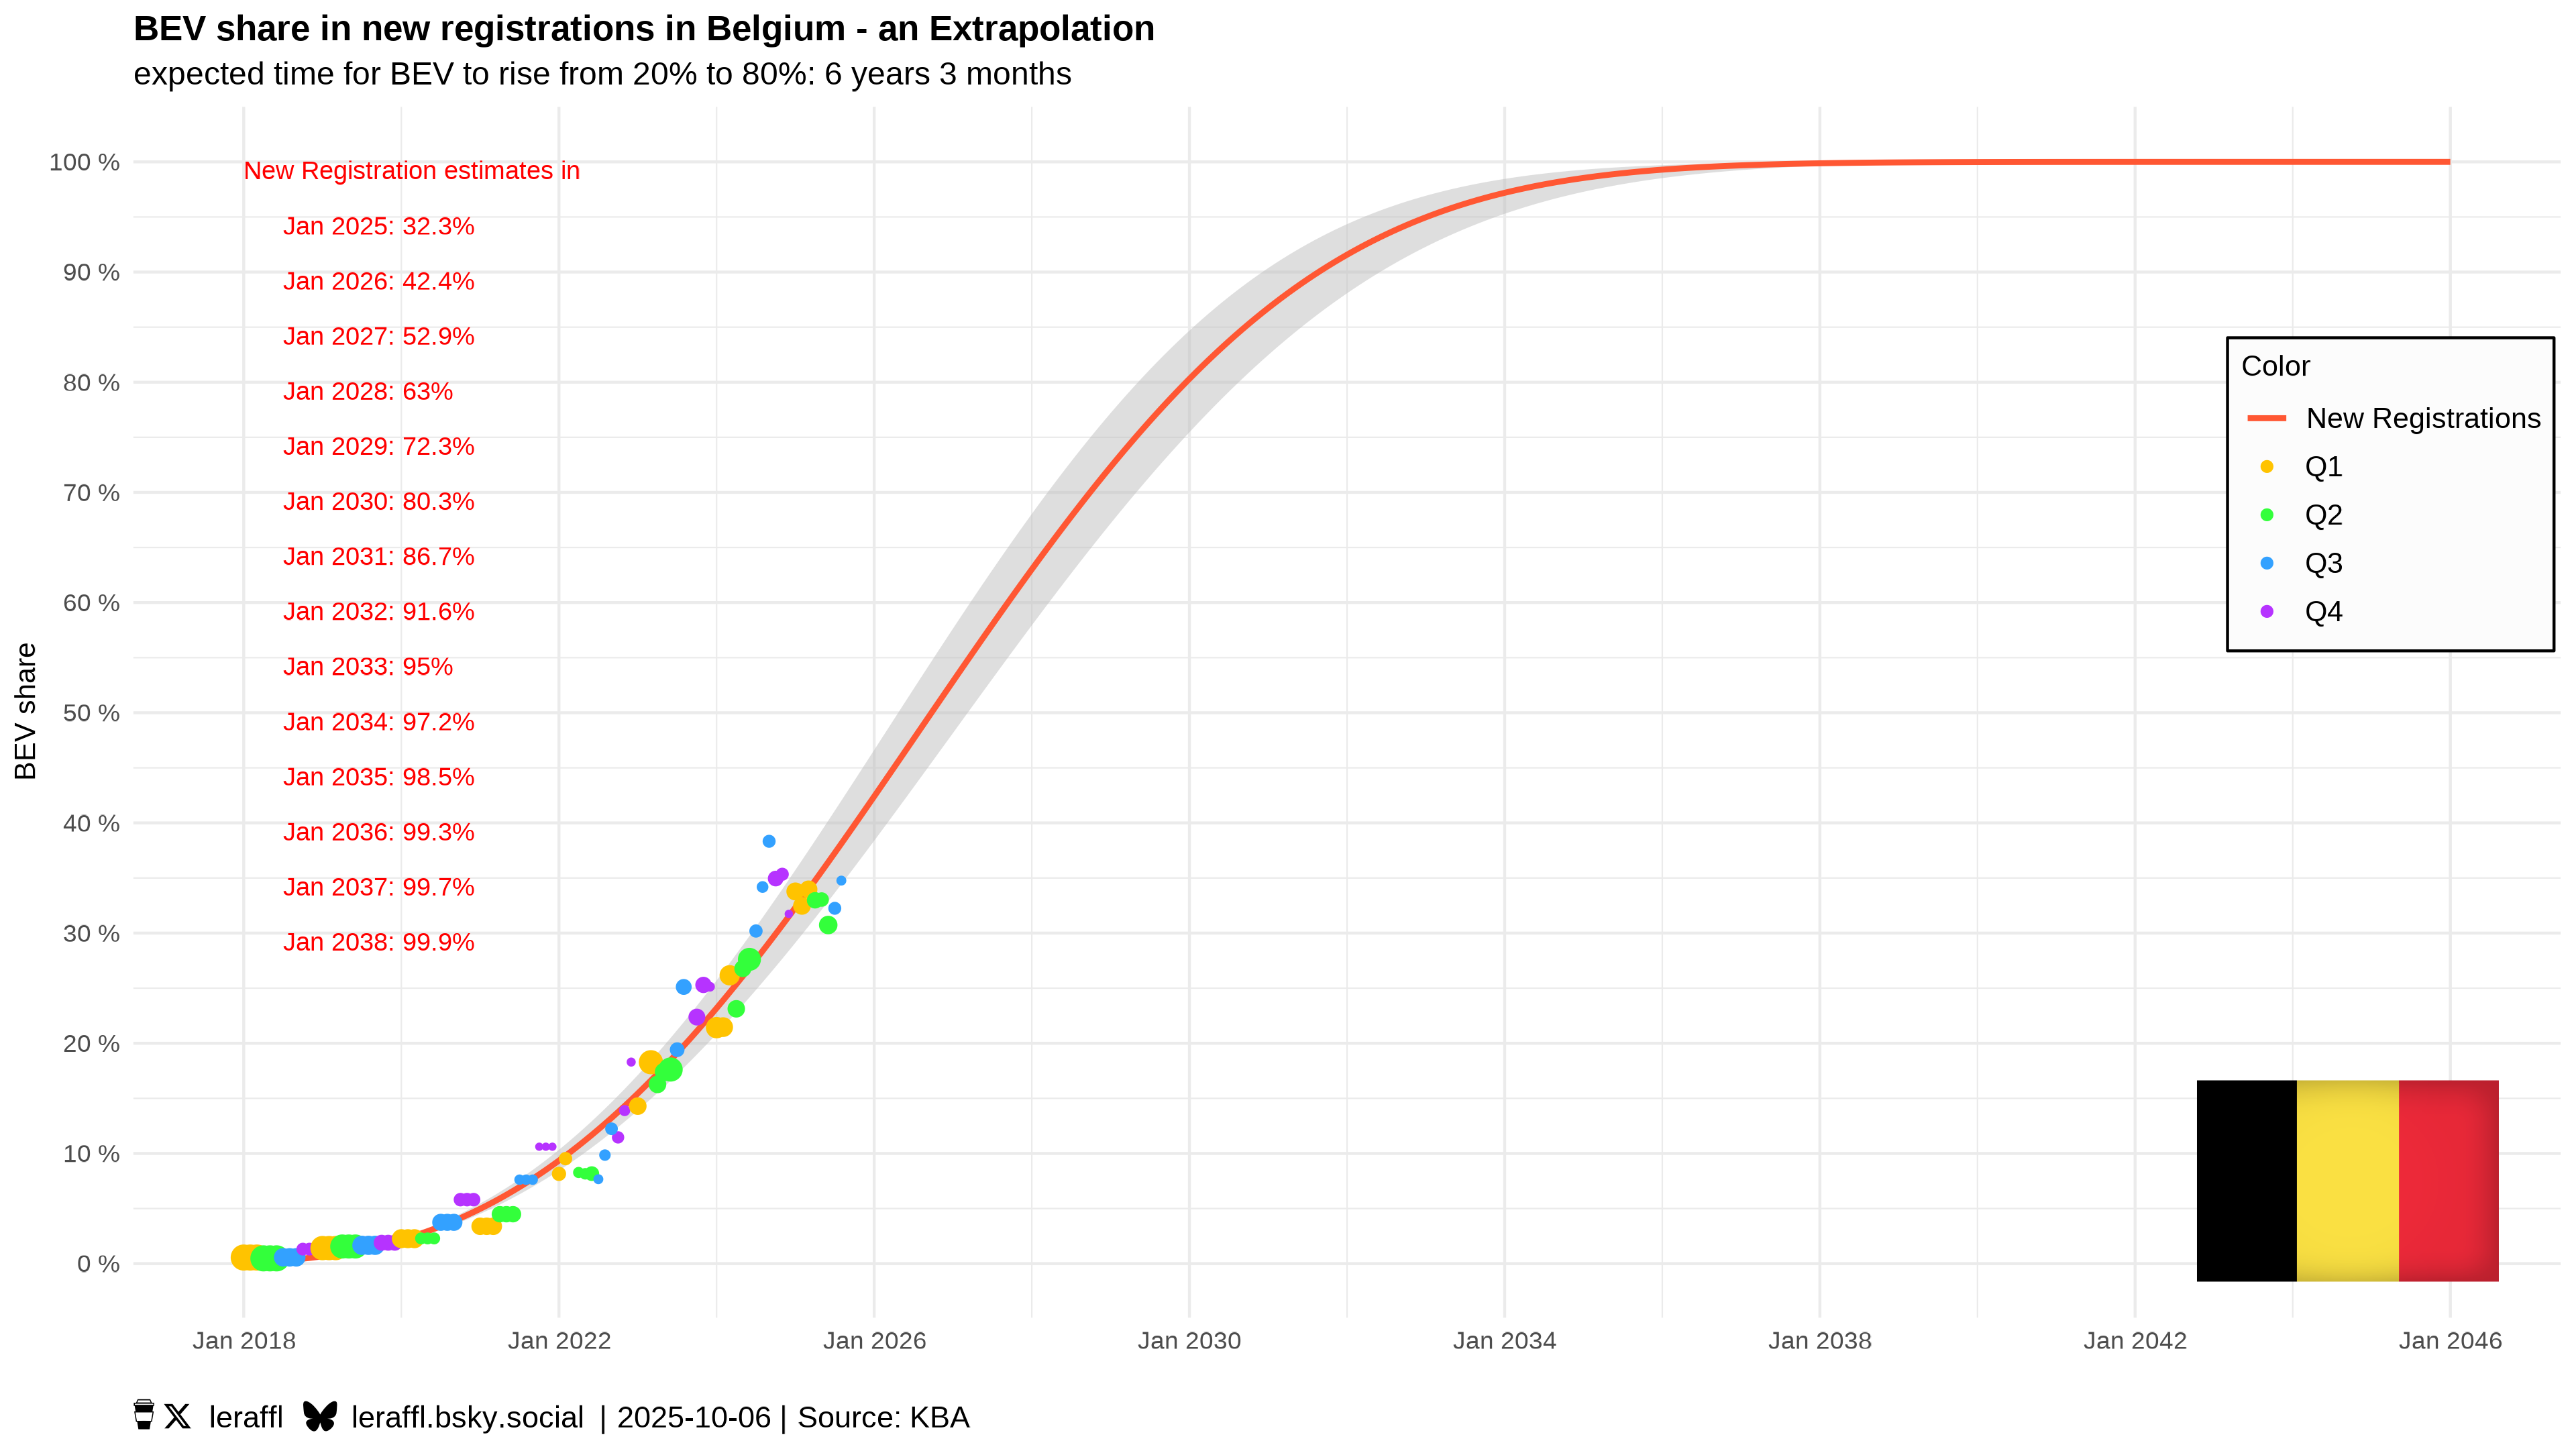 BEV share in new registrations in Belgium - an Extrapolation
expected time for BEV to rise from 20% to 80%: 6 years 3 months
BEV share
100 %
90 %
80 %
70 %
60 %
50 %
40 %
30 %
20 %
10 %
0 %
New Registration estimates in
Jan 2025: 32.3%
Jan 2026: 42.4%
Jan 2027: 52.9%
Jan 2028: 63%
Jan 2029: 72.3%
Jan 2030: 80.3%
Jan 2031: 86.7%
Jan 2032: 91.6%
Jan 2033: 95%
Jan 2034: 97.2%
Jan 2035: 98.5%
Jan 2036: 99.3%
Jan 2037: 99.7%
Jan 2038: 99.9%
Color
New Registrations
Q1
Q2
Q3
Q4
Jan 2018 Jan 2022 Jan 2026 Jan 2030 Jan 2034 Jan 2038 Jan 2042 Jan 2046
leraffl leraffl.bsky.social | 2025-10-06 | Source: KBA